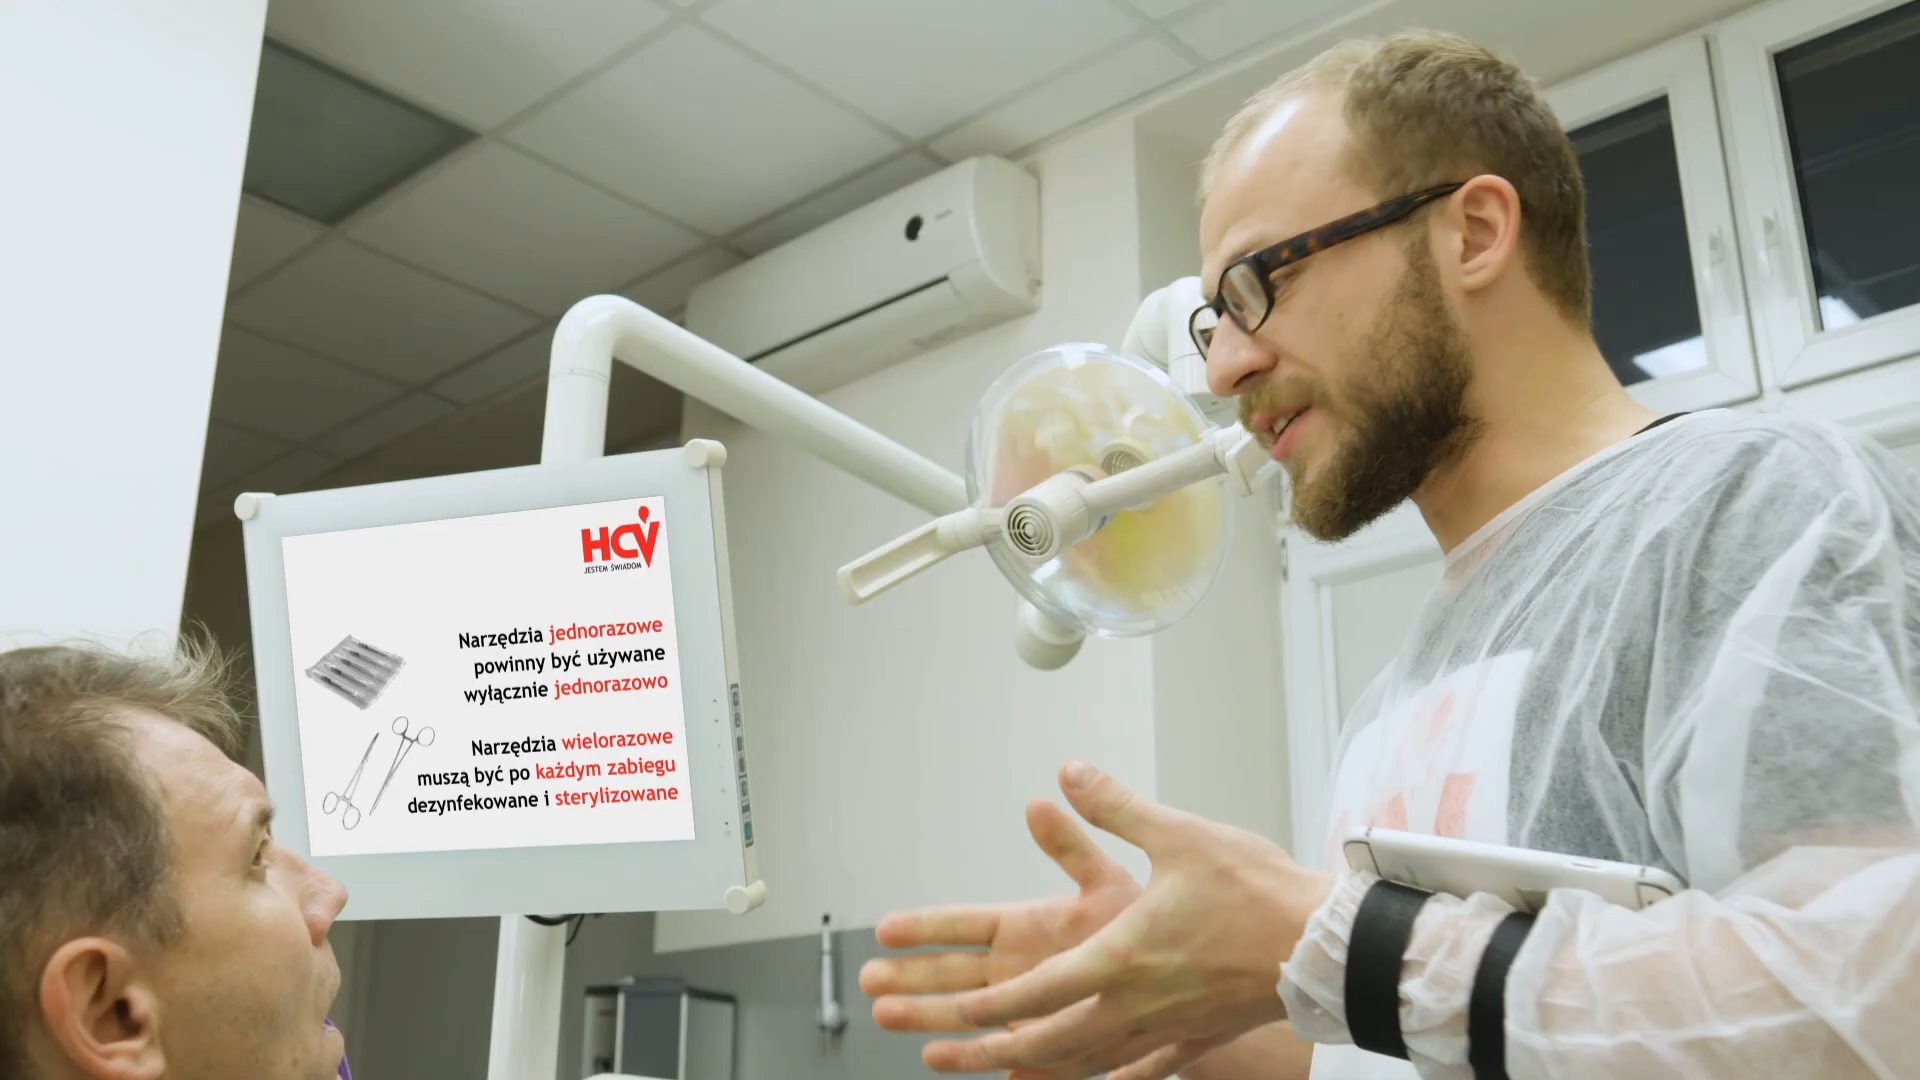 HCV
JESTEM ŚWIADOM
Narzędzia jednorazowe
powinny być używane
wyłącznie jednorazowo
Narzędzia wielorazowe
muszą być po każdym zabiegu
dezynfekowane i sterylizowane